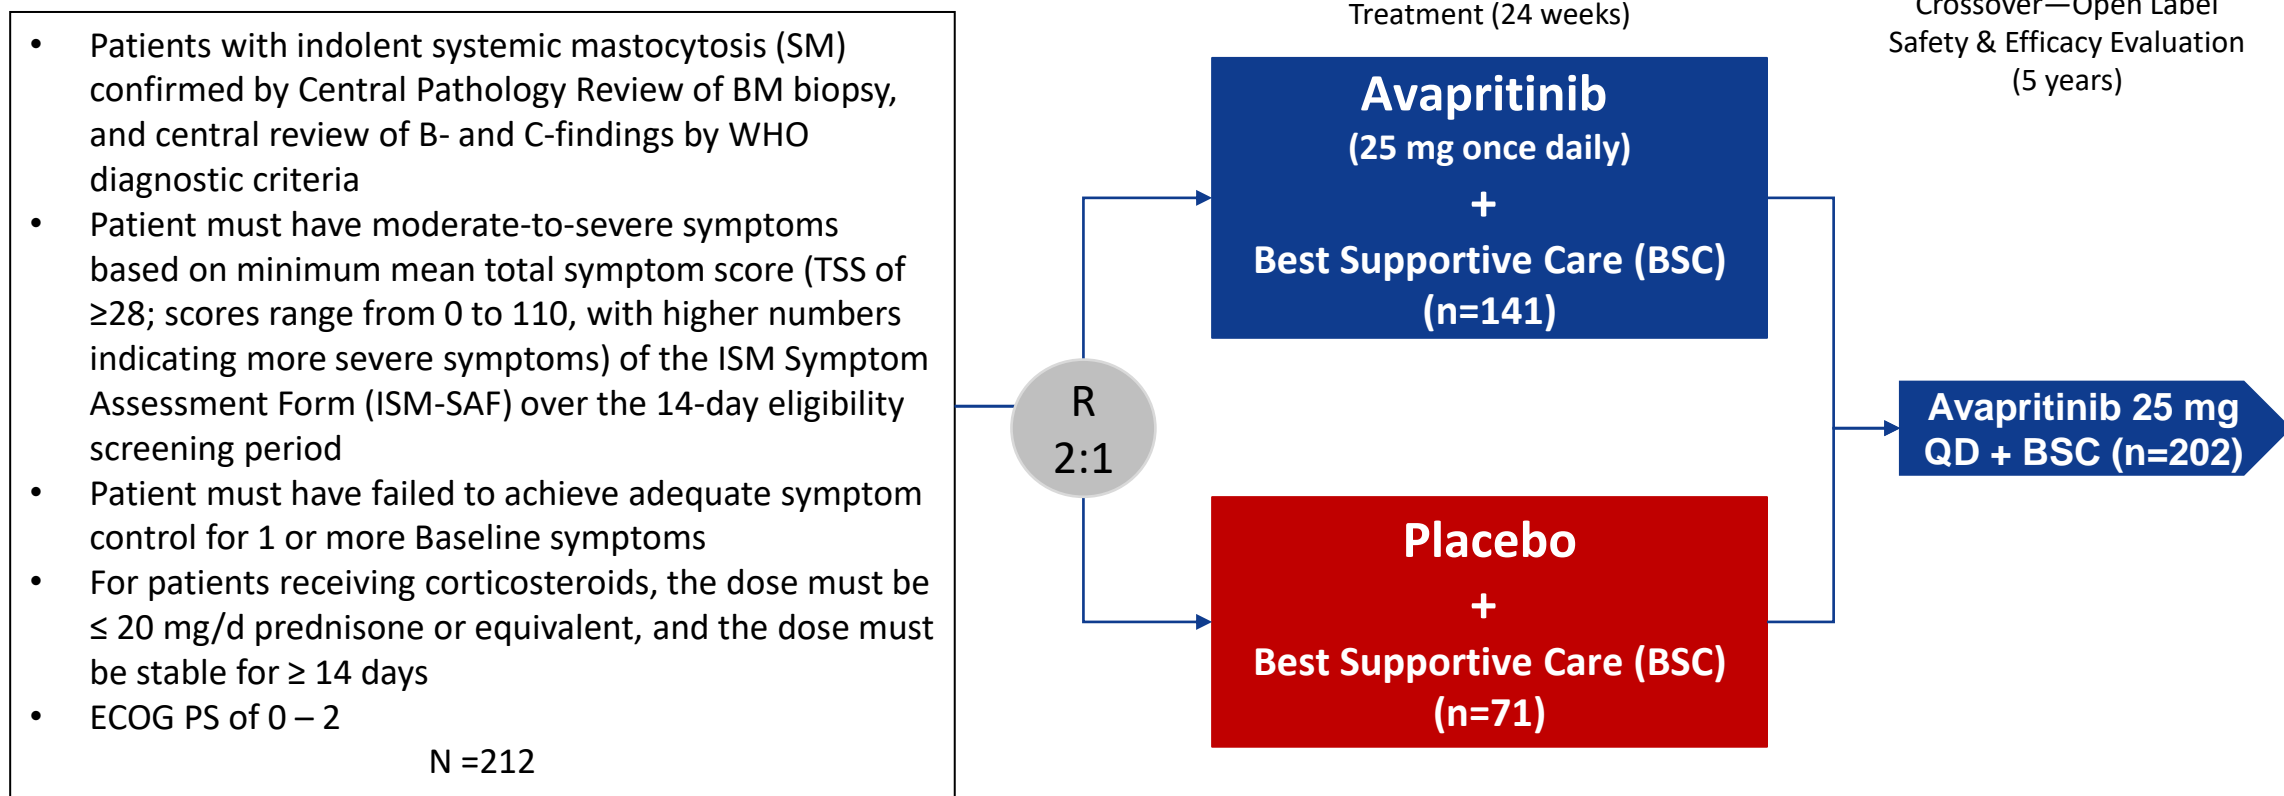 • Patients with indolent systemic mastocytosis (SM)
confirmed by Central Pathology Review of BM biopsy,
and central review of B- and C-findings by WHO
diagnostic criteria
• Patient must have moderate-to-severe symptoms
based on minimum mean total symptom score (TSS of
≥28; scores range from 0 to 110, with higher numbers
indicating more severe symptoms) of the ISM Symptom
Assessment Form (ISM-SAF) over the 14-day eligibility
screening period
• Patient must have failed to achieve adequate symptom
control for 1 or more Baseline symptoms
• For patients receiving corticosteroids, the dose must be
≤ 20 mg/d prednisone or equivalent, and the dose must
be stable for ≥ 14 days
• ECOG PS of 0 – 2
N =212
R
2:1
Treatment (24 weeks)
Avapritinib
(25 mg once daily)
+
Best Supportive Care (BSC)
(n=141)
Placebo
+
Best Supportive Care (BSC)
(n=71)
Crossover—Open Label
Safety & Efficacy Evaluation
(5 years)
Avapritinib 25 mg
QD + BSC (n=202)